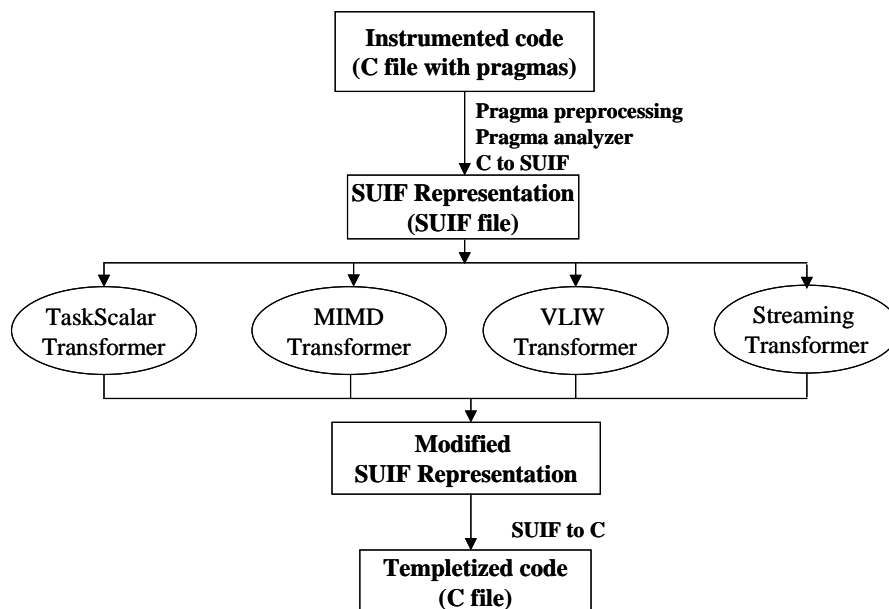 Instrumented code
(C file with pragmas)
Pragma preprocessing
Pragma analyzer
C to SUIF
SUIF Representation
(SUIF file)
TaskScalar
Transformer
MIMD
Transformer
VLIW
Transformer
Streaming
Transformer
Modified
SUIF Representation
SUIF to C
Templetized code
(C file)